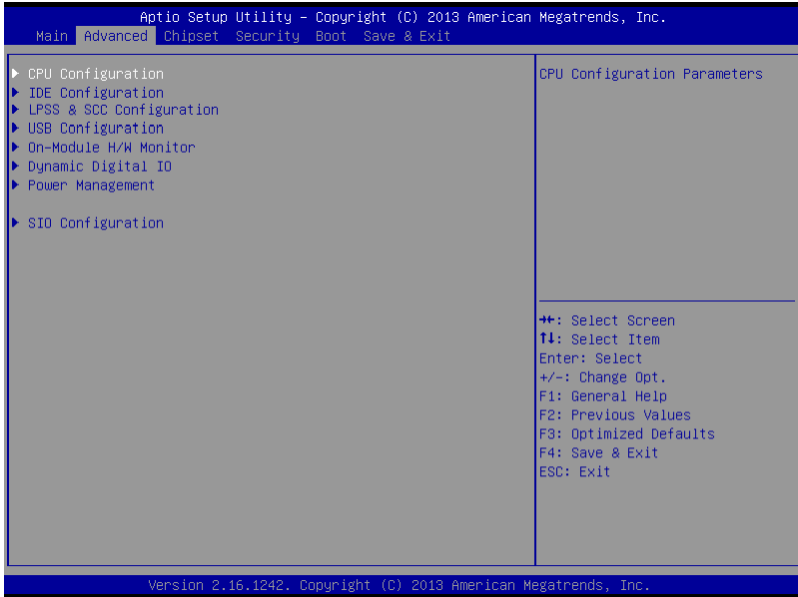 Aptio Setup Utility – Copyright (C) 2013 American Megatrends, Inc.
Main Advanced Chipset Security Boot Save & Exit
▶ CPU Configuration
▶ IDE Configuration
▶ LPSS & SCC Configuration
▶ USB Configuration
▶ On-Module H/W Monitor
▶ Dynamic Digital IO
▶ Power Management
▶ SIO Configuration
CPU Configuration Parameters
→←: Select Screen
↑↓: Select Item
Enter: Select
+/-: Change Opt.
F1: General Help
F2: Previous Values
F3: Optimized Defaults
F4: Save & Exit
ESC: Exit
Version 2.16.1242. Copyright (C) 2013 American Megatrends, Inc.